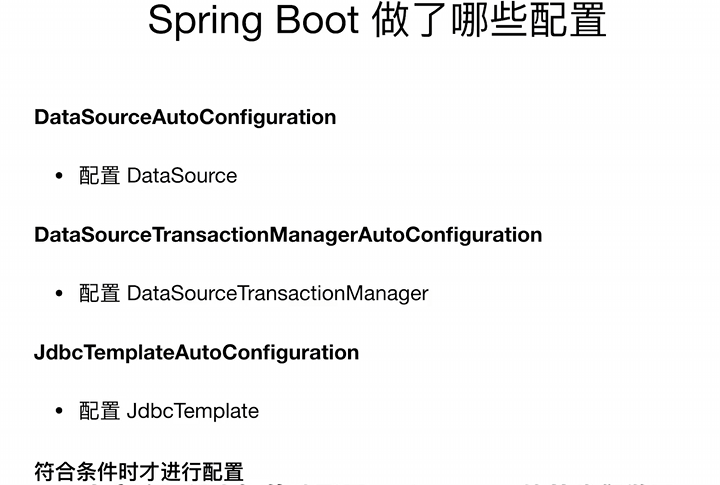 Spring Boot 做了哪些配置
DataSourceAutoConfiguration
• 配置 DataSource
DataSourceTransactionManagerAutoConfiguration
• 配置 DataSourceTransactionManager
JdbcTemplateAutoConfiguration
• 配置 JdbcTemplate
符合条件时才进行配置